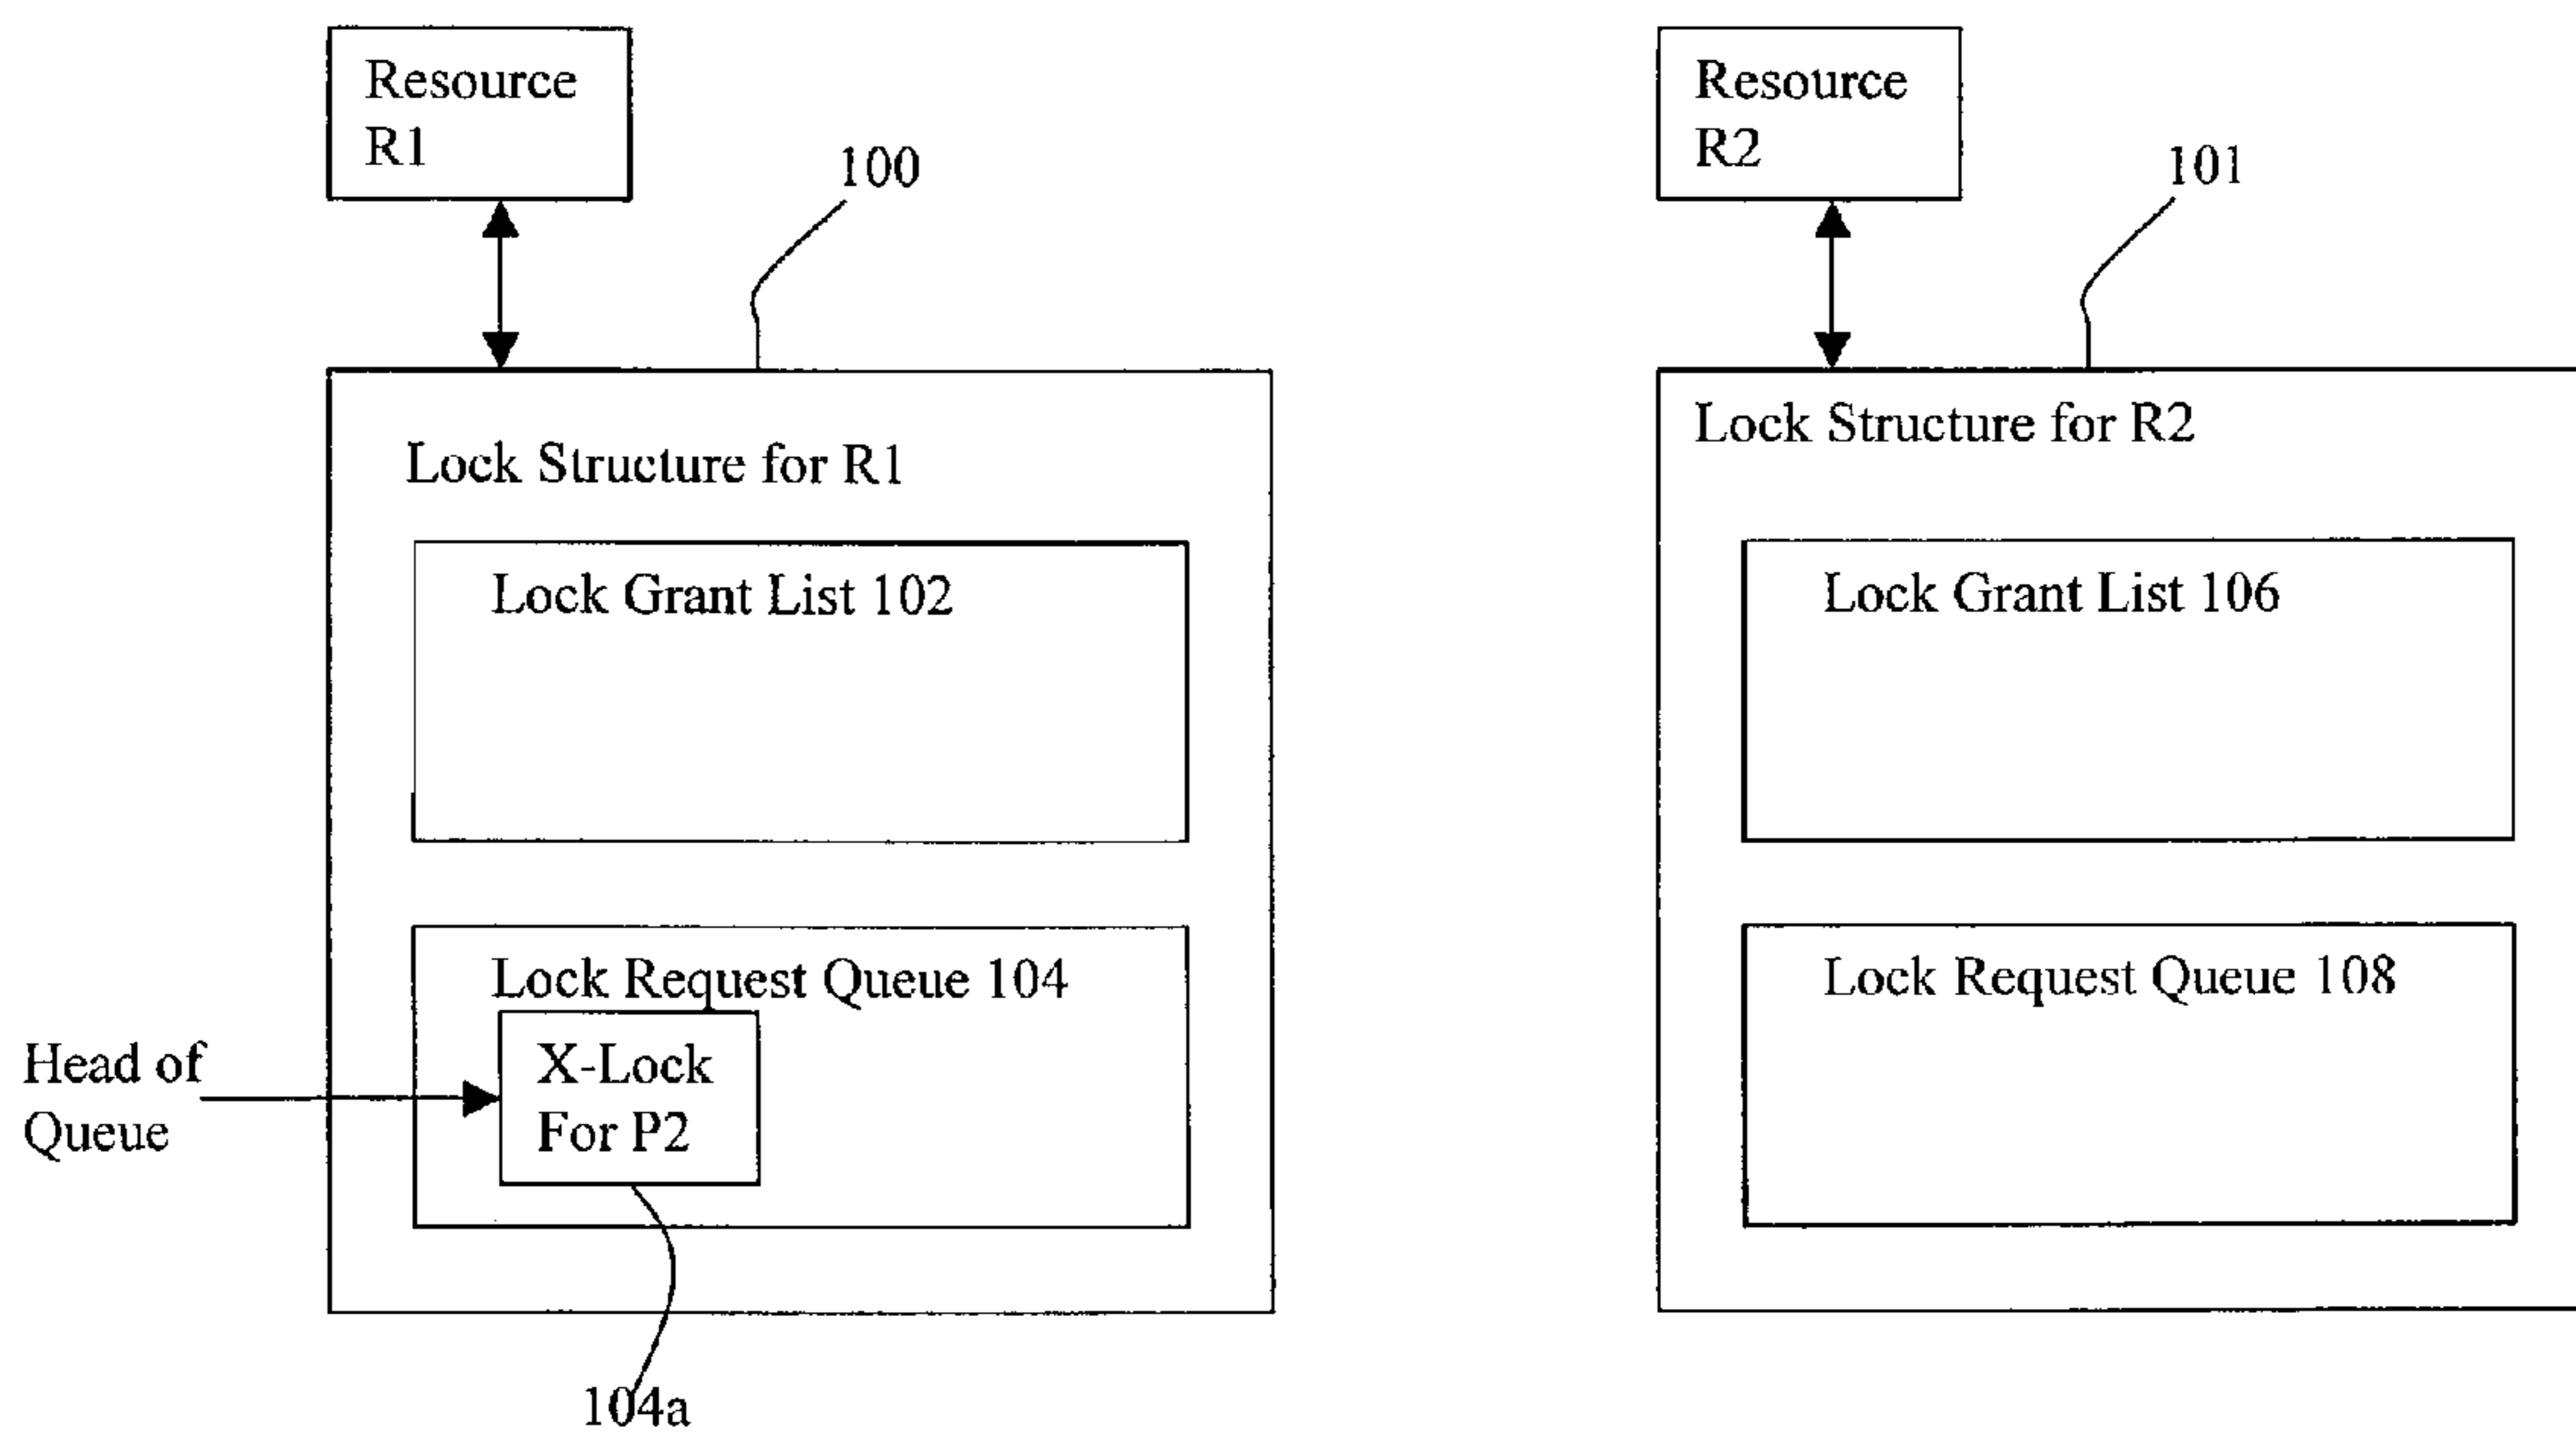 Resource
R1
100
Resource
R2
101
Lock Structure for R1
Lock Grant List 102
Lock Request Queue 104
Head of
Queue
X-Lock
For P2
104a
Lock Structure for R2
Lock Grant List 106
Lock Request Queue 108